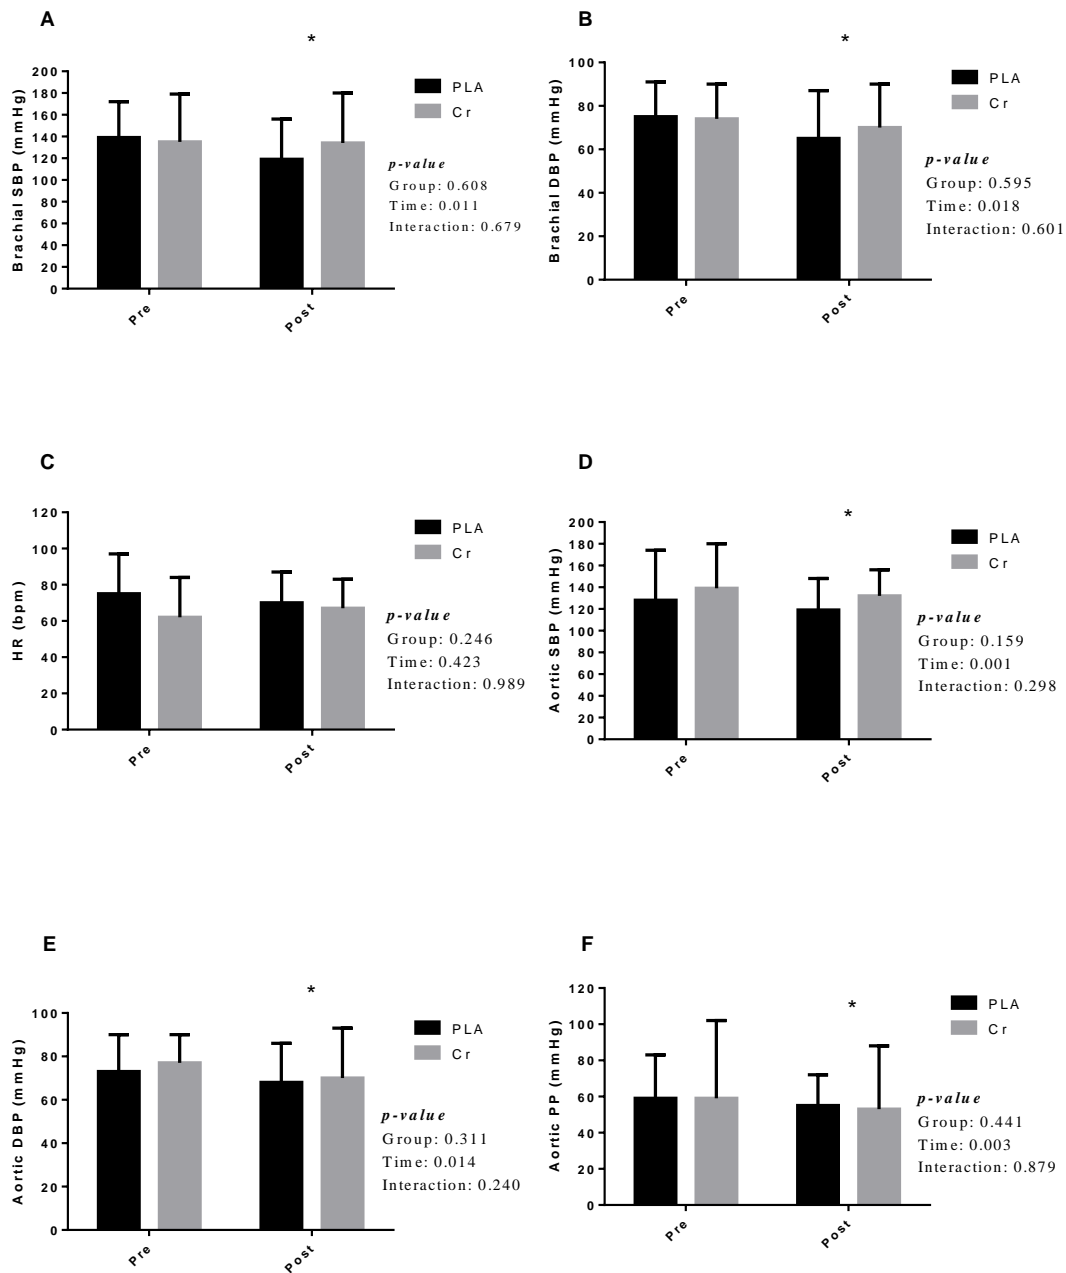 A
*
Brachial SBP (mmHg)
200
180
160
140
120
100
80
60
40
20
0
Pre
Post
PLA
Cr
p-value
Group: 0.608
Time: 0.011
Interaction: 0.679
B
*
Brachial DBP (mmHg)
100
80
60
40
20
0
Pre
Post
PLA
Cr
p-value
Group: 0.595
Time: 0.018
Interaction: 0.601
C
HR (bpm)
120
100
80
60
40
20
0
Pre
Post
PLA
Cr
p-value
Group: 0.246
Time: 0.423
Interaction: 0.989
D
*
Aortic SBP (mmHg)
200
180
160
140
120
100
80
60
40
20
0
Pre
Post
PLA
Cr
p-value
Group: 0.159
Time: 0.001
Interaction: 0.298
E
*
Aortic DBP (mmHg)
100
80
60
40
20
0
Pre
Post
PLA
Cr
p-value
Group: 0.311
Time: 0.014
Interaction: 0.240
F
*
Aortic PP (mmHg)
120
100
80
60
40
20
0
Pre
Post
PLA
Cr
p-value
Group: 0.441
Time: 0.003
Interaction: 0.879